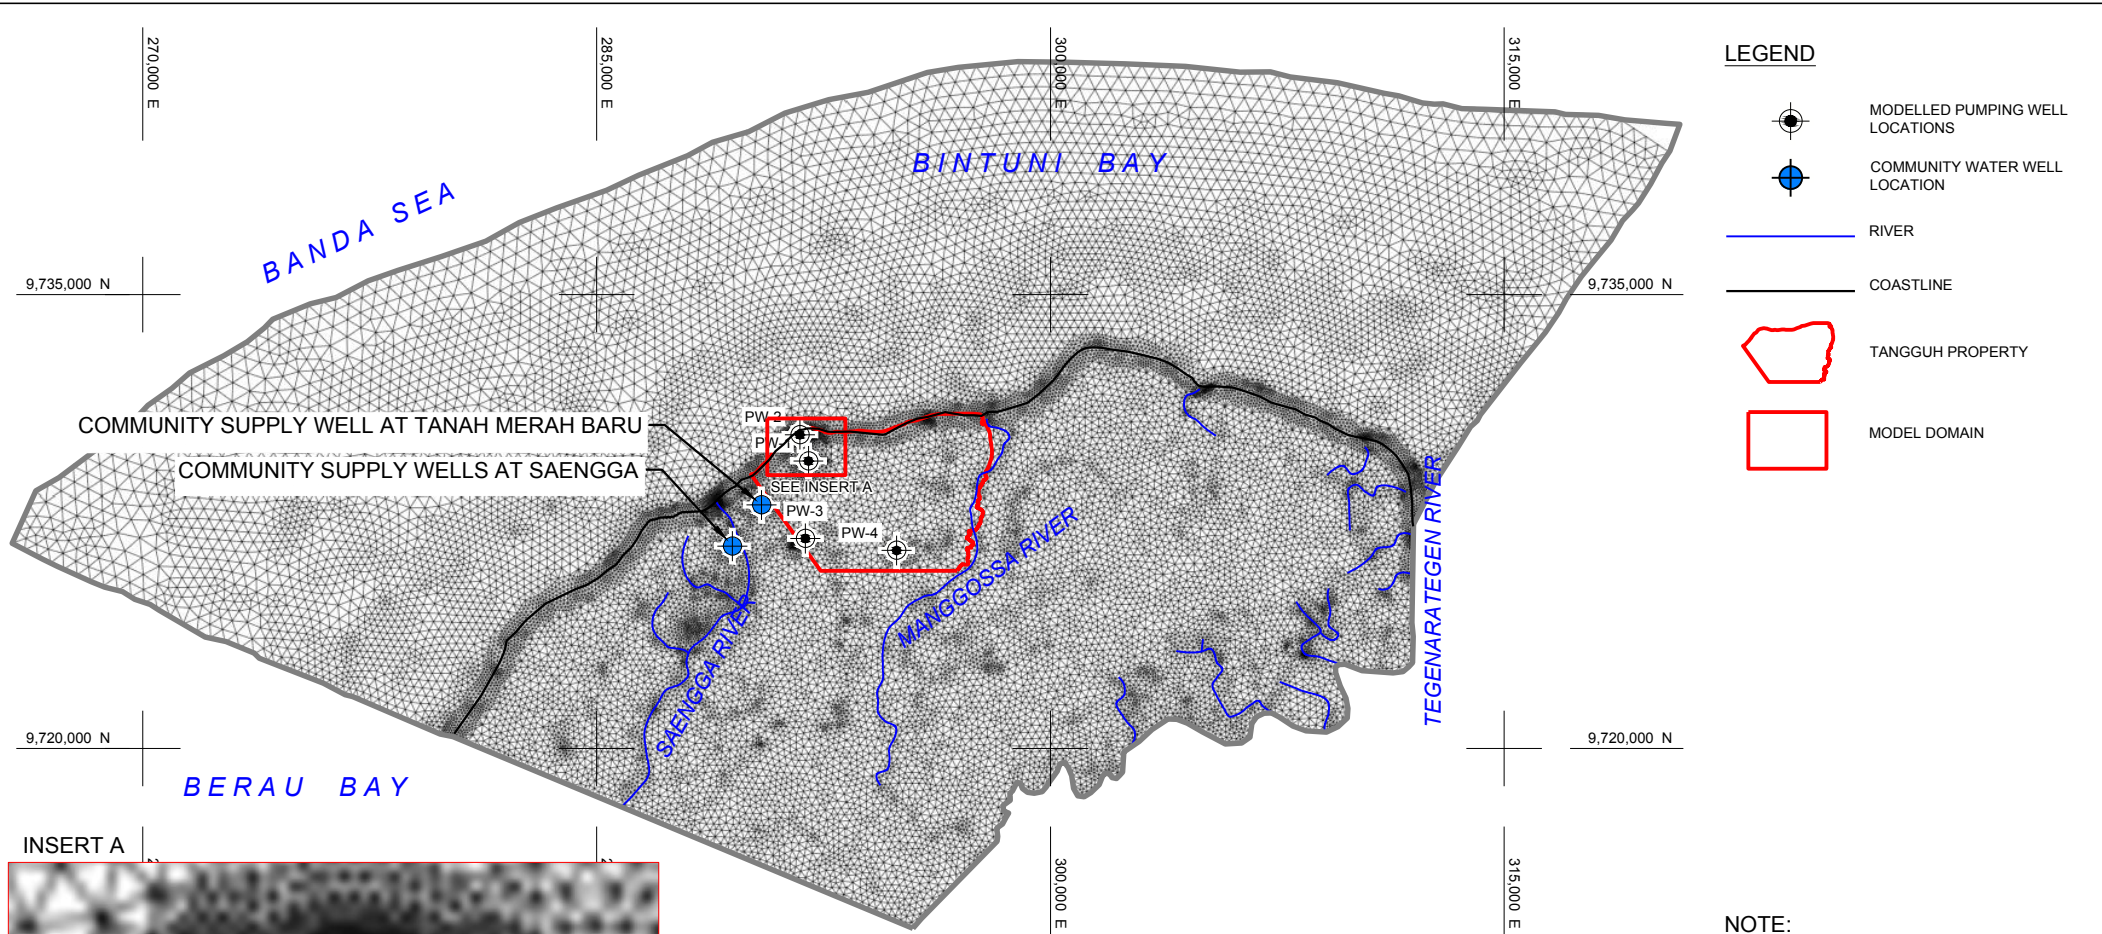 270,000 E
285,000 E
300,000 E
315,000 E
LEGEND
MODELLED PUMPING WELL
LOCATIONS
COMMUNITY WATER WELL
LOCATION
RIVER
COASTLINE
TANGGUH PROPERTY
MODEL DOMAIN
BINTUNI BAY
BANDA SEA
9,735,000 N
9,735,000 N
COMMUNITY SUPPLY WELL AT TANAH MERAH BARU
COMMUNITY SUPPLY WELLS AT SAENGGA
PW-2
PW-1
SEE INSERT A
PW-3
PW-4
MANGGOSSA RIVER
SAENGGA RIVER
TEGENARATEGEN RIVER
9,720,000 N
9,720,000 N
BERAU BAY
INSERT A
300,000 E
315,000 E
NOTE: